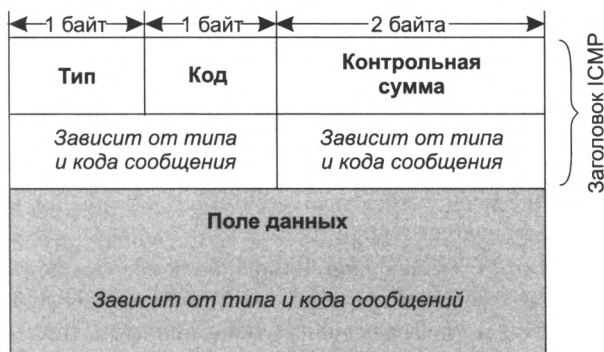 1 байт 1 байт 2 байта
Тип Код Контрольная
сумма
Зависит от типа Зависит от типа
и кода сообщения и кода сообщения
Поле данных
Зависит от типа и кода сообщений
Заголовок ICMP